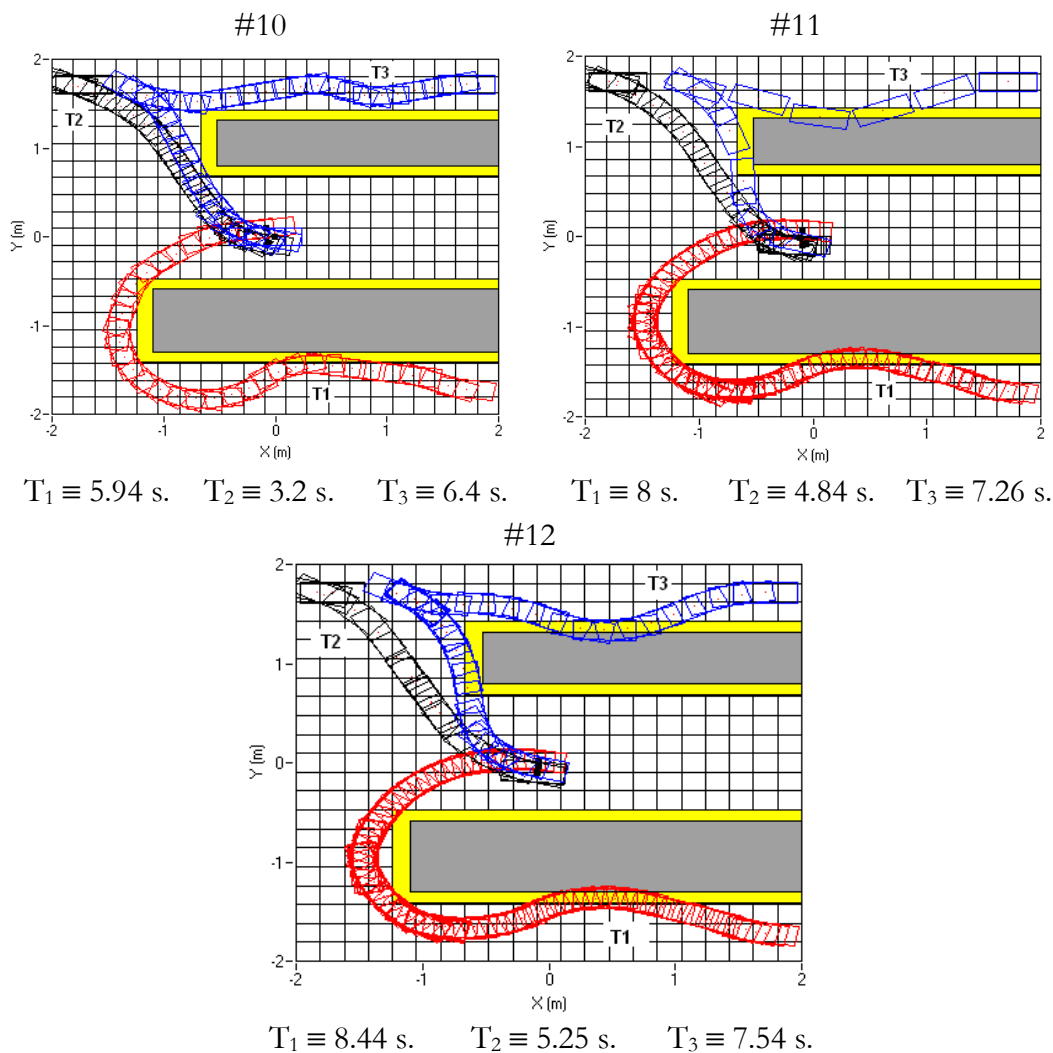 #10
#11
2
1
0
-1
-2
Y (m)
T3
T2
T1
-2
-1
0
1
2
X (m)
2
1
0
-1
-2
Y (m)
T3
T2
T1
-2
-1
0
1
2
X (m)
T₁ ≡ 5.94 s. T₂ ≡ 3.2 s. T₃ ≡ 6.4 s.
T₁ ≡ 8 s. T₂ ≡ 4.84 s. T₃ ≡ 7.26 s.
#12
2
1
0
-1
-2
Y (m)
T3
T2
T1
-2
-1
0
1
2
X (m)
T₁ ≡ 8.44 s. T₂ ≡ 5.25 s. T₃ ≡ 7.54 s.